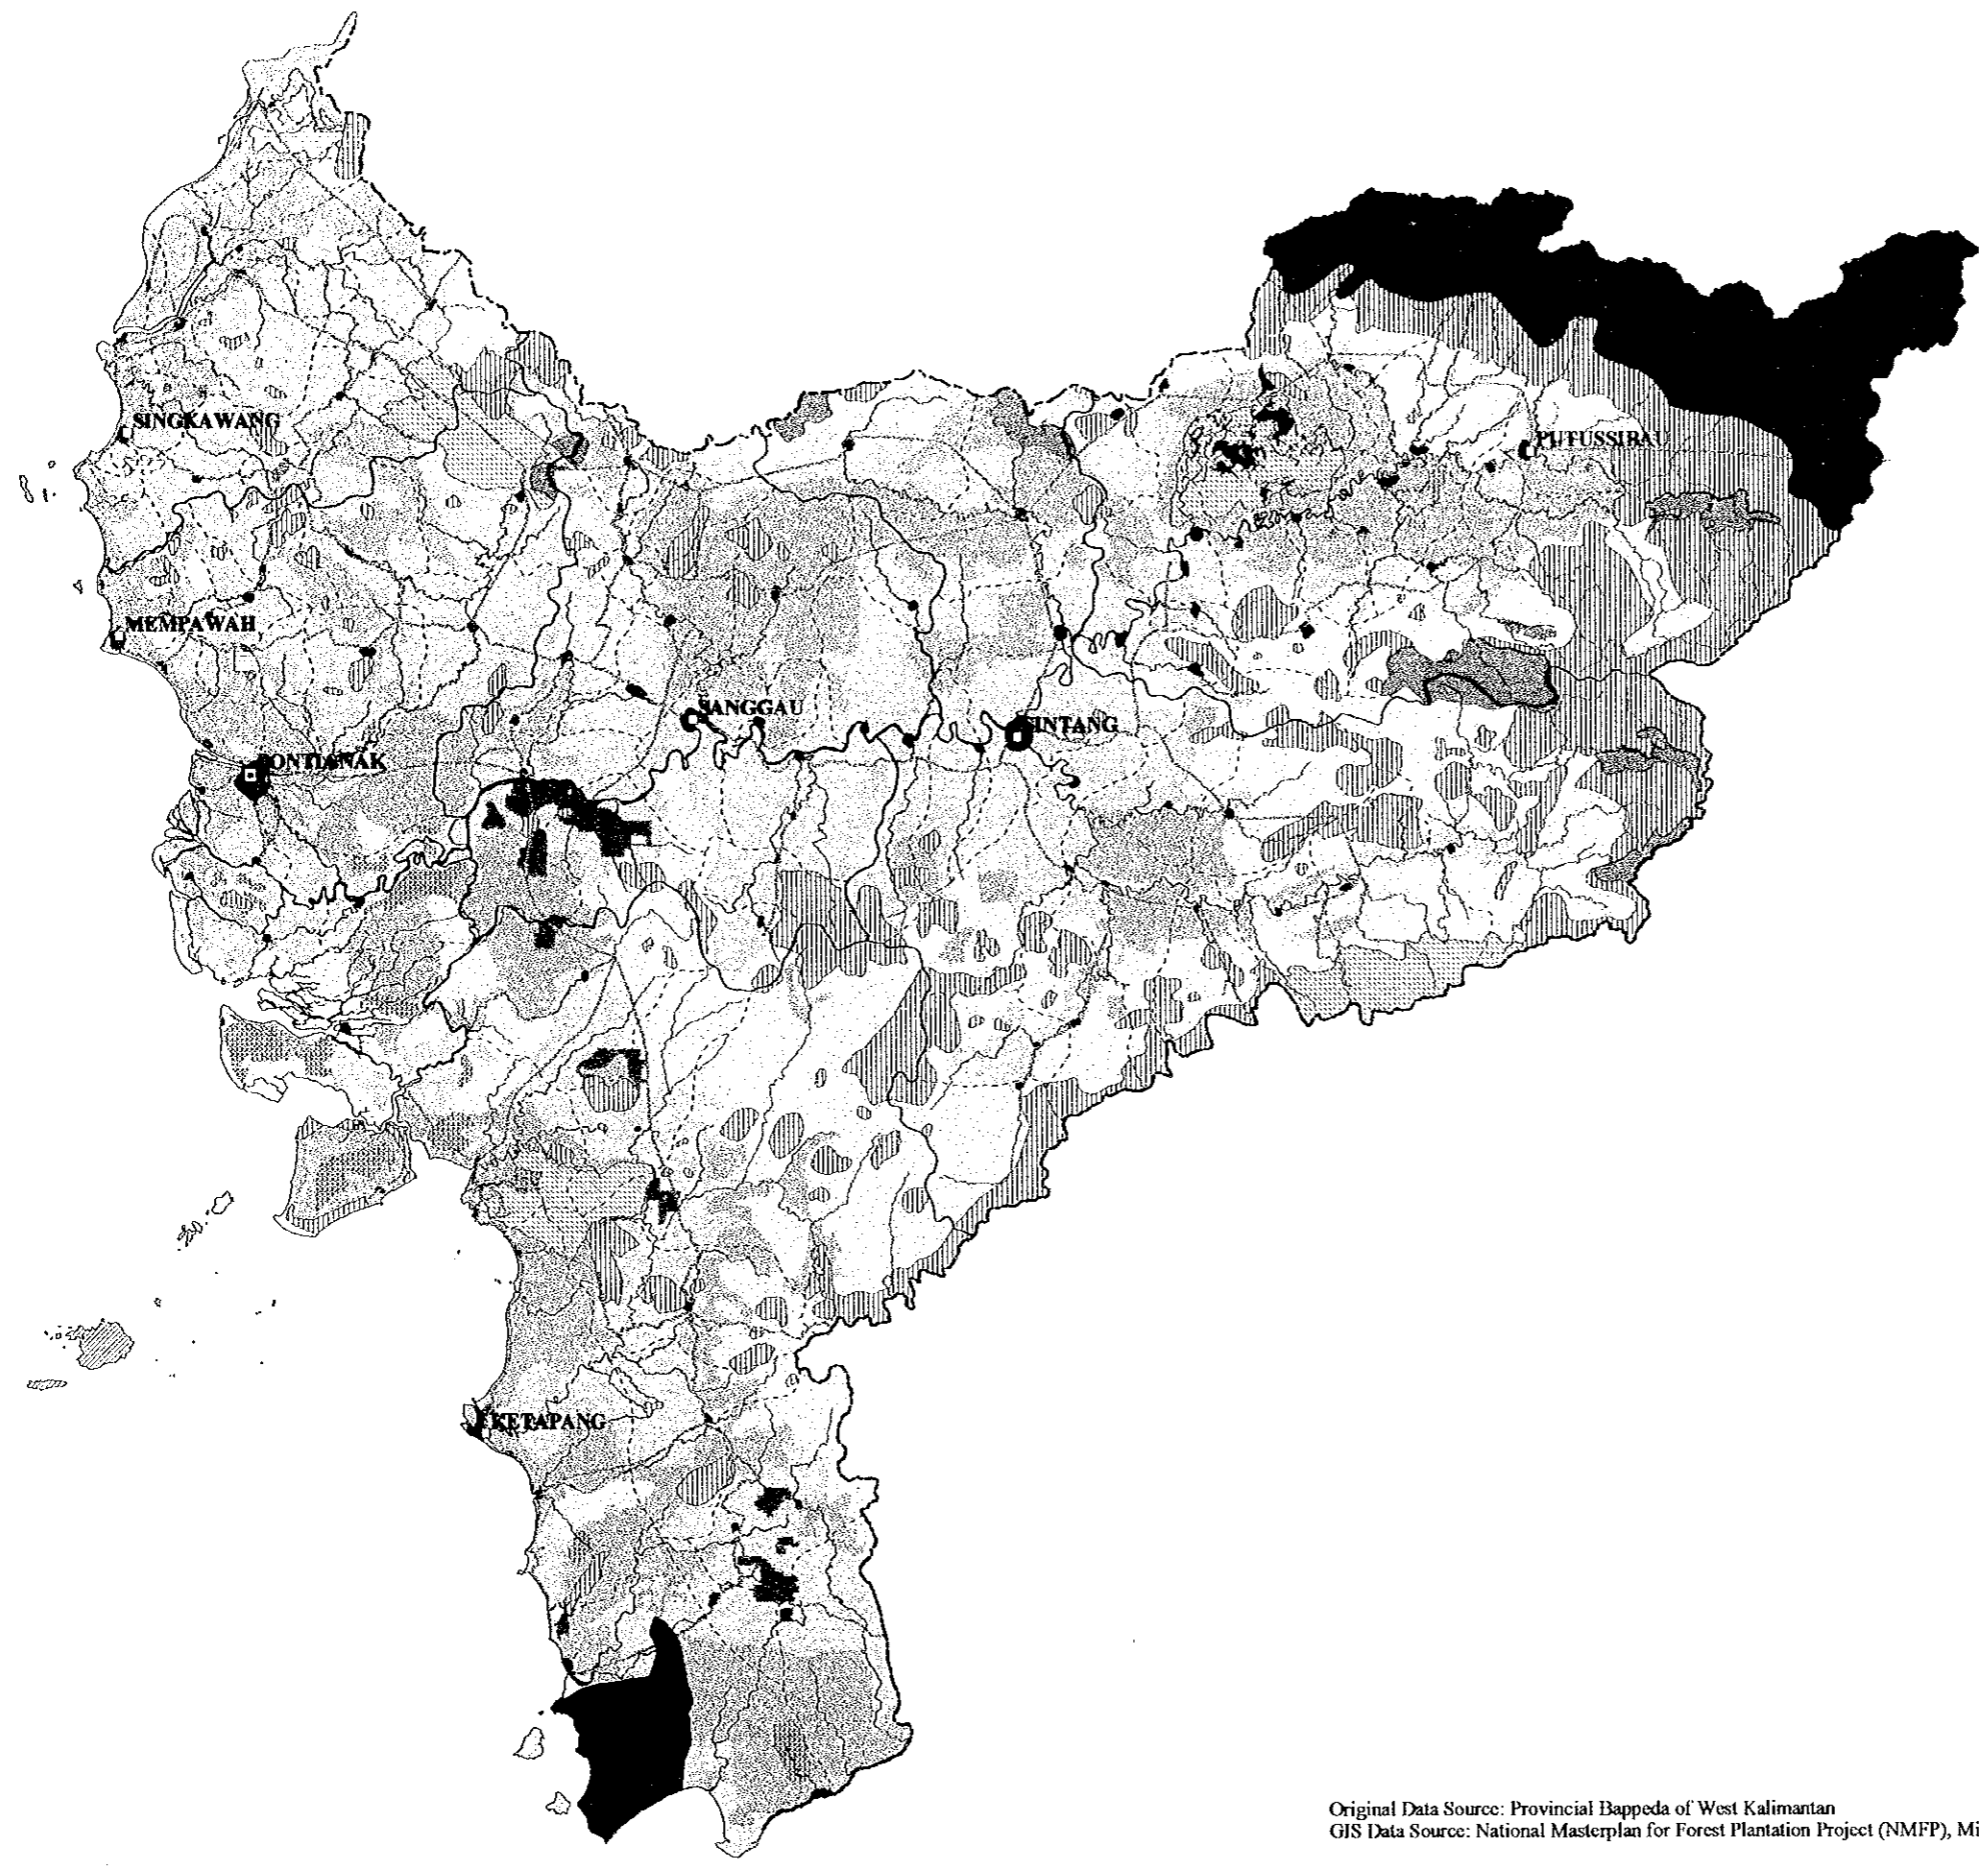 SINGKAWANG
PUTUSSIBAU
MEMPAWAH
SANGGAU
SINTANG
PONTIANAK
KETAPANG
Original Data Source: Provincial Bappeda of West Kalimantan
GIS Data Source: National Masterplan for Forest Plantation Project (NMFP), Mi